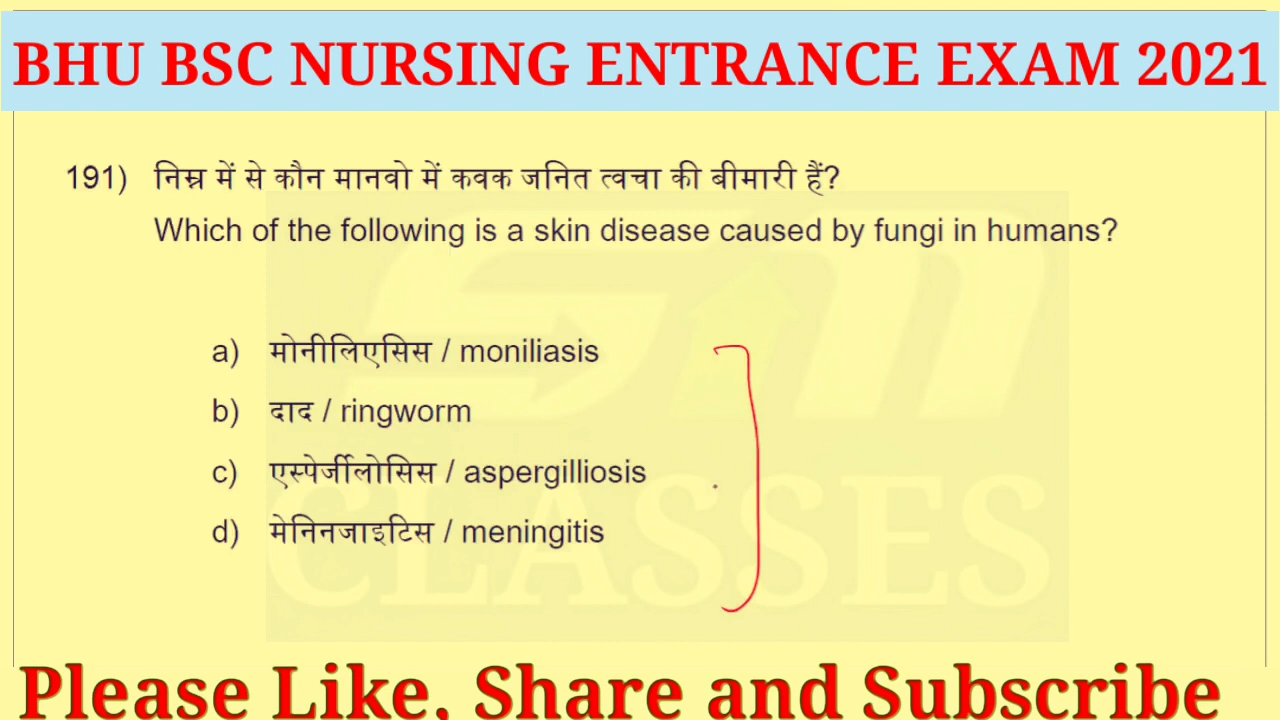 BHU BSC NURSING ENTRANCE EXAM 2021
191) निम्न में से कौन मानवो में कवक जनित त्वचा की बीमारी हैं?
Which of the following is a skin disease caused by fungi in humans?
a) मोनीलिएसिस / moniliasis
b) दाद / ringworm
c) एस्पेर्जीलोसिस / aspergilliosis
d) मेनिनजाइटिस / meningitis
CLASSES
Please Like, Share and Subscribe